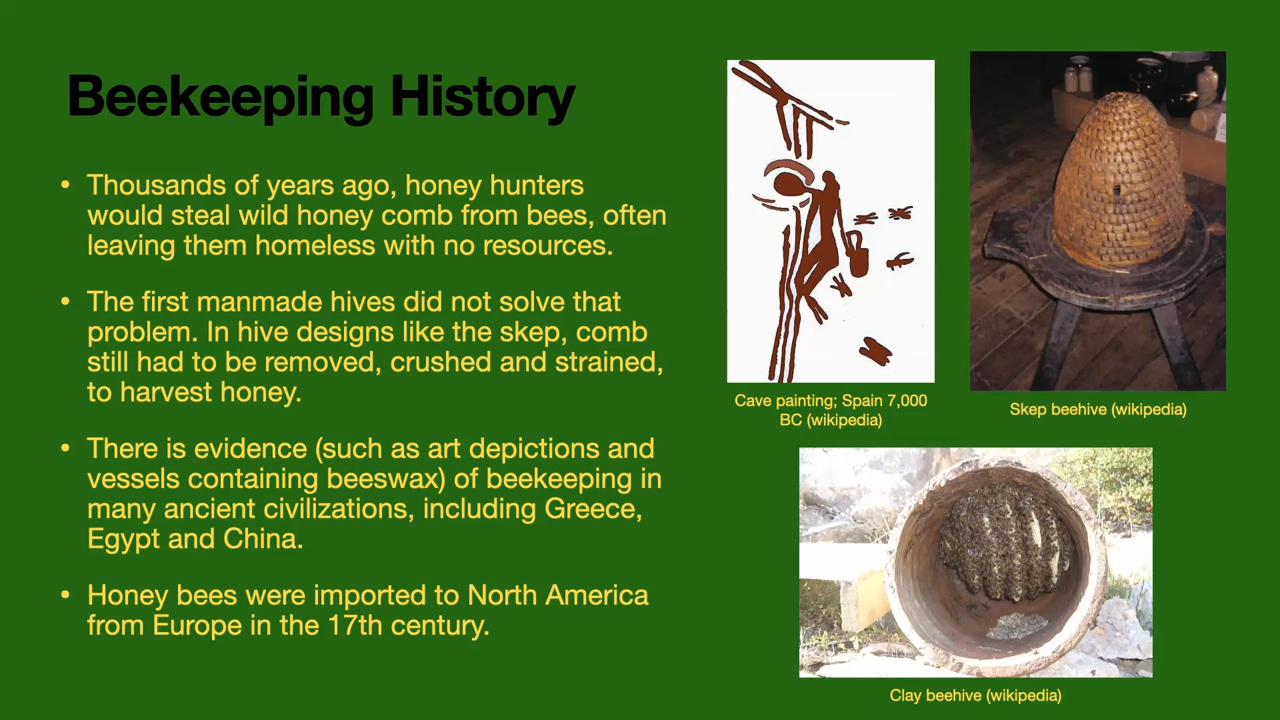 Beekeeping History
• Thousands of years ago, honey hunters
would steal wild honey comb from bees, often
leaving them homeless with no resources.
• The first manmade hives did not solve that
problem. In hive designs like the skep, comb
still had to be removed, crushed and strained,
to harvest honey.
• There is evidence (such as art depictions and
vessels containing beeswax) of beekeeping in
many ancient civilizations, including Greece,
Egypt and China.
• Honey bees were imported to North America
from Europe in the 17th century.
Cave painting; Spain 7,000
BC (wikipedia)
Skep beehive (wikipedia)
Clay beehive (wikipedia)